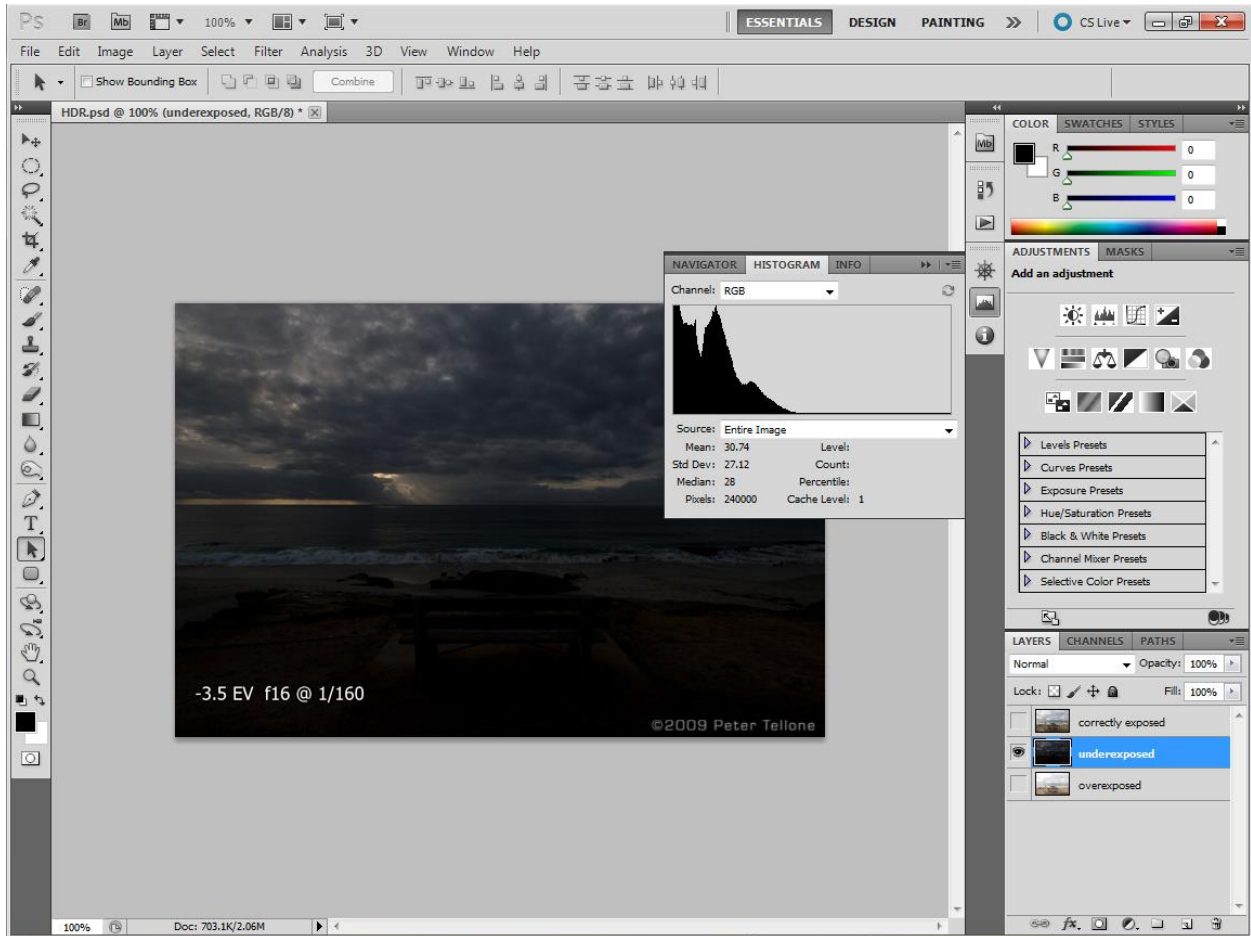 PS Br Mb 100% ESSENTIALS DESIGN PAINTING CS Live
File Edit Image Layer Select Filter Analysis 3D View Window Help
Show Bounding Box Combine
HDR.psd @ 100% (underexposed, RGB/8) *
Mb
COLOR SWATCHES STYLES
R 0
G 0
B 0
ADJUSTMENTS MASKS
Add an adjustment
NAVIGATOR HISTOGRAM INFO
Channel: RGB
Source: Entire Image
Mean: 30.74 Level:
Std Dev: 27.12 Count:
Median: 28 Percentile:
Pixels: 240000 Cache Level: 1
Levels Presets
Curves Presets
Exposure Presets
Hue/Saturation Presets
Black & White Presets
Channel Mixer Presets
Selective Color Presets
-3.5 EV f16 @ 1/160
©2009 Peter Tellone
LAYERS CHANNELS PATHS
Normal Opacity: 100%
Lock: Fill: 100%
correctly exposed
underexposed
overexposed
100% Doc: 703.1K/2.06M
fx.